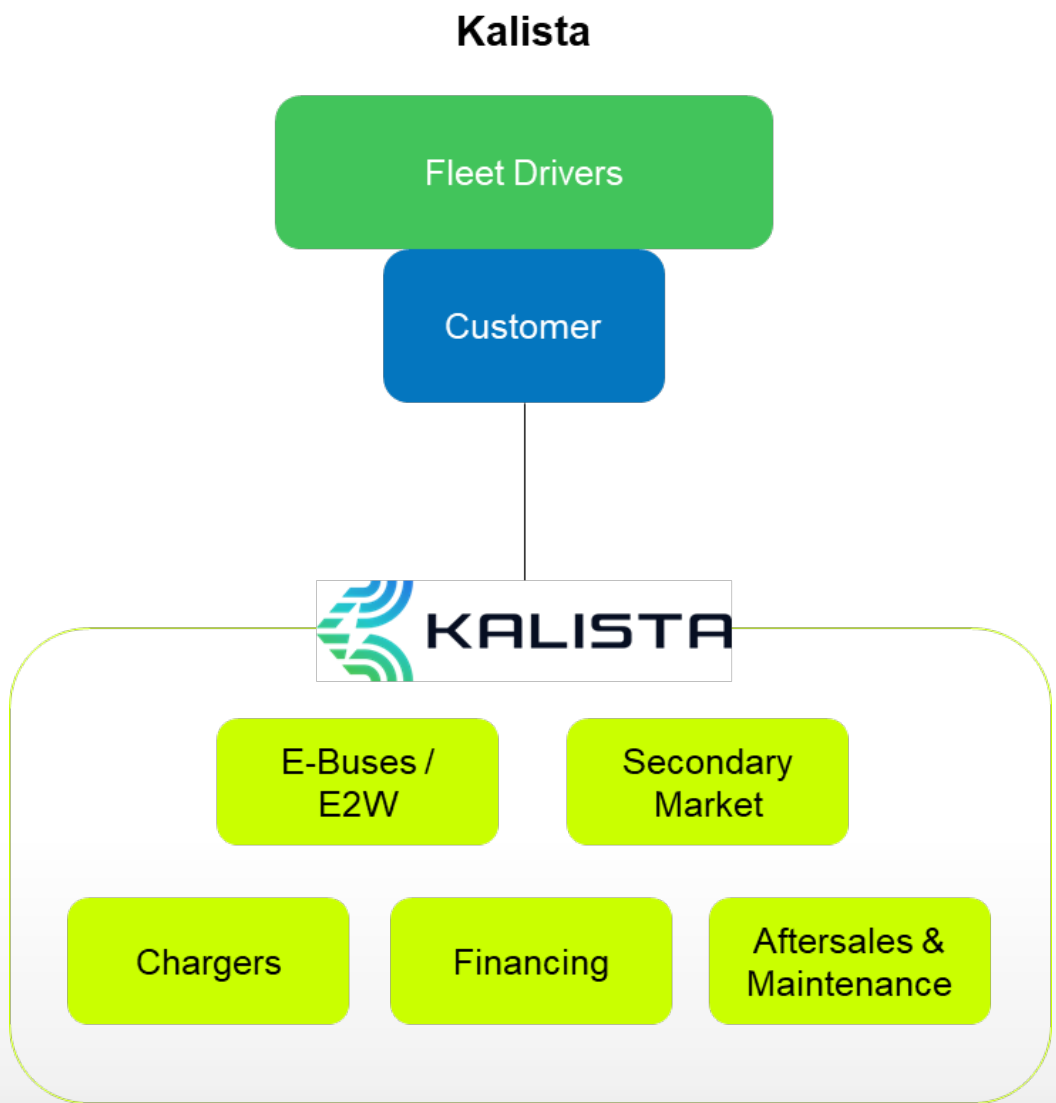 Kalista
Fleet Drivers
Customer
KALISTA
E-Buses /
E2W
Secondary
Market
Chargers
Financing
Aftersales &
Maintenance